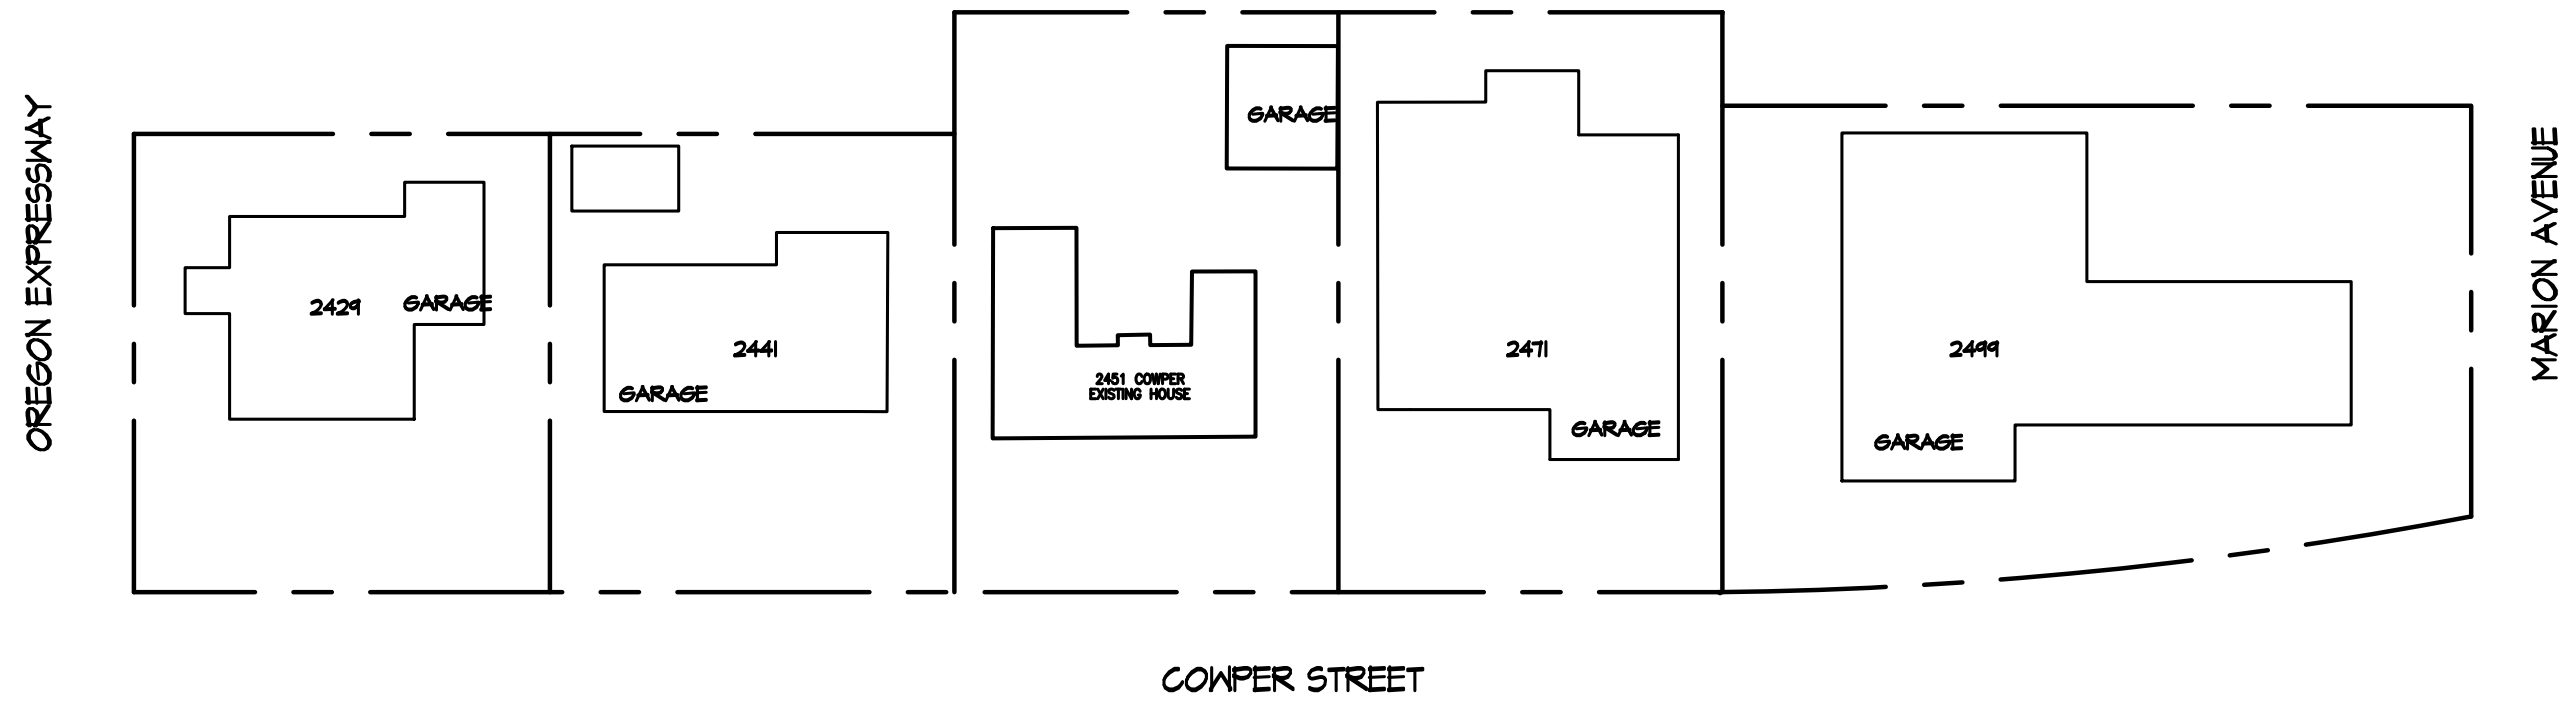 OREGON EXPRESSWAY
2429
GARAGE
2441
GARAGE
GARAGE
2451 COWPER
EXISTING HOUSE
2471
GARAGE
2499
GARAGE
MARION AVENUE
COWPER STREET